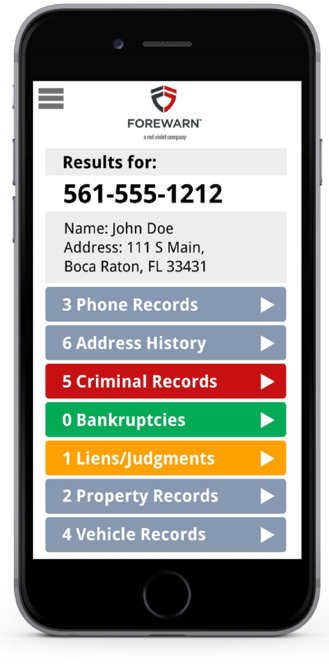 FOREWARN™
a red violet company
Results for:
561-555-1212
Name: John Doe
Address: 111 S Main,
Boca Raton, FL 33431
3 Phone Records
6 Address History
5 Criminal Records
0 Bankruptcies
1 Liens/Judgments
2 Property Records
4 Vehicle Records